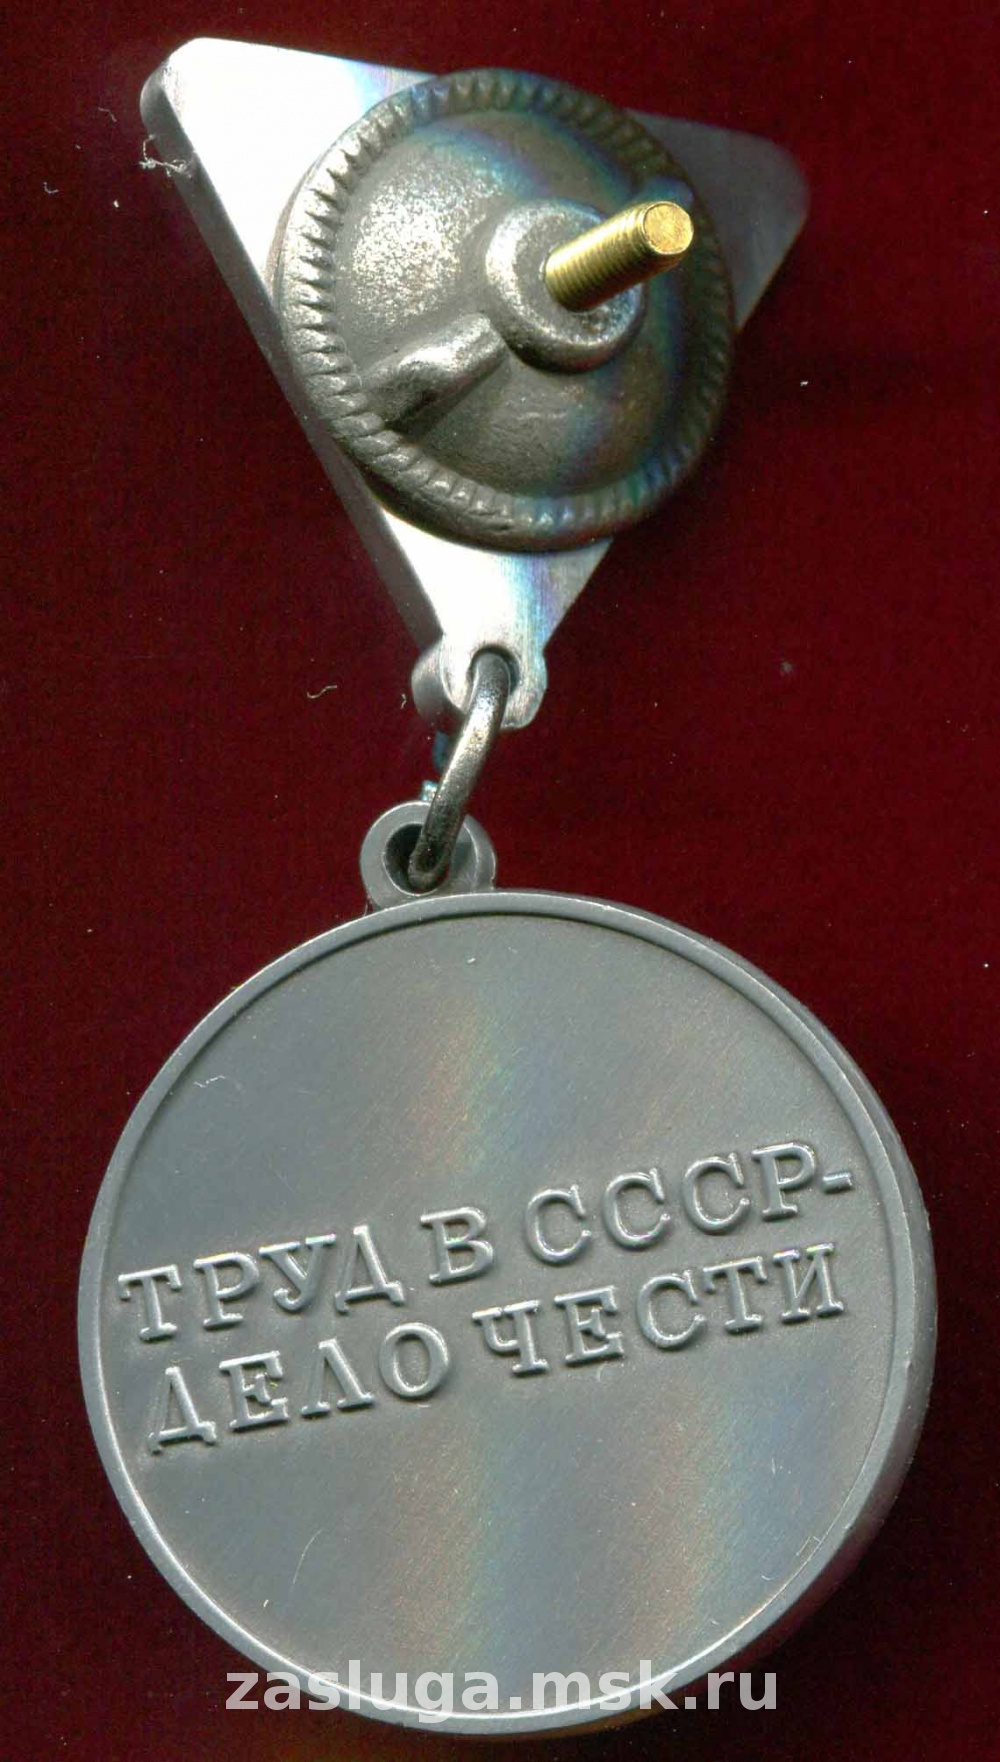 ТРУД В СССР-
ДЕЛО ЧЕСТИ
zasluga.msk.ru